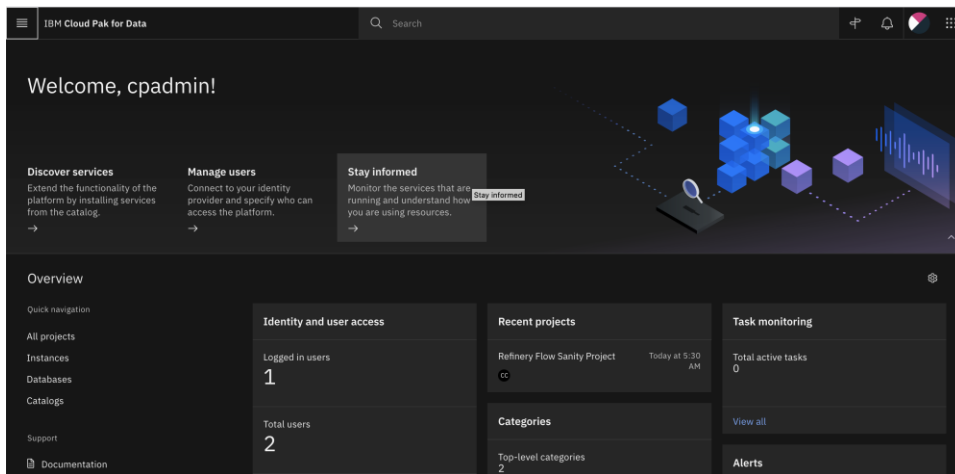 IBM Cloud Pak for Data
Search
Welcome, cpadmin!
Discover services
Extend the functionality of the
platform by installing services
from the catalog.
Manage users
Connect to your identity
provider and specify who can
access the platform.
Stay informed
Monitor the services that are
running and understand how
you are using resources.
Stay informed
Overview
Quick navigation
All projects
Instances
Databases
Catalogs
Support
Documentation
Identity and user access
Logged in users
1
Total users
2
Recent projects
Refinery Flow Sanity Project
Today at 5:30
AM
CC
Categories
Top-level categories
2
Task monitoring
Total active tasks
0
View all
Alerts